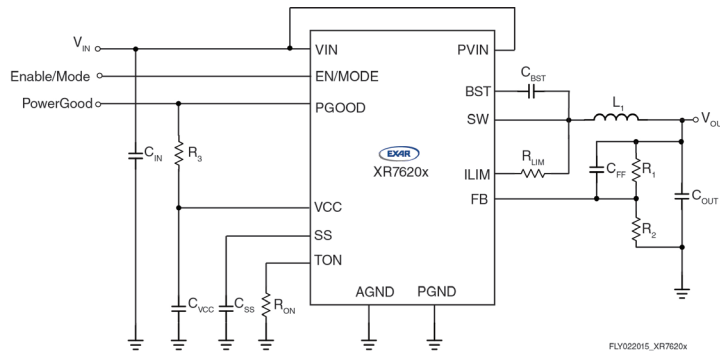 VIN
VIN
PVIN
Enable/Mode
EN/MODE
BST
CBST
PowerGood
PGOOD
SW
L1
VOU
CIN
R3
EXAR
XR7620x
ILIM
RLIM
CFF
R1
COUT
VCC
FB
SS
R2
TON
CVCC
CSS
RON
AGND
PGND
FLY022015_XR7620x